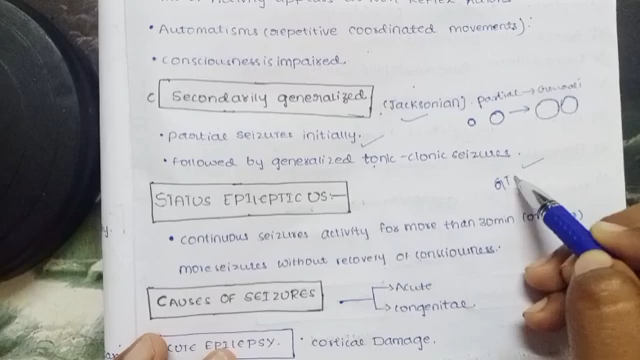 • Automatisms (repetitive coordinated movements):
• consciousness is impaired.
c Secondarily generalized (Jacksonian). partial →
• partial seizures initially.
• followed by generalized tonic-clonic seizures.
STATUS EPILEPTICUS:-
• continuous seizures activity for more than 30min (or
more seizures without recovery of consiousness.
CAUSES OF SEIZURES → Acute
→ congenital
EPILEPSY. • cortical Damage.